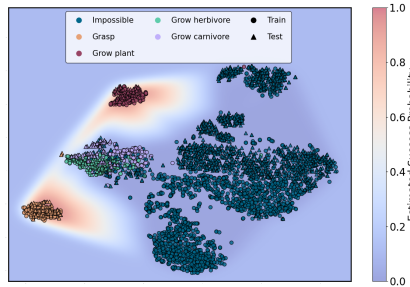 Impossible
Grasp
Grow plant
Grow herbivore
Grow carnivore
Train
Test
1.0
0.8
0.6
0.4
0.2
0.0